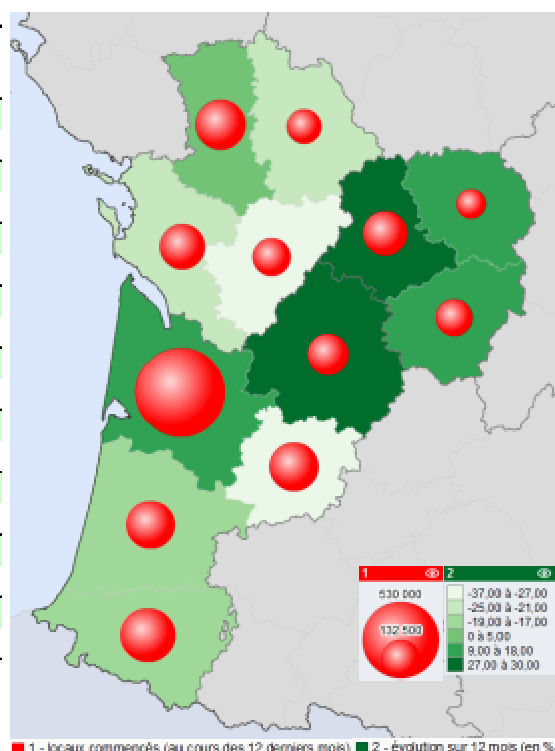 1 2
530 000
132 500
-37,00 à -27,00
-25,00 à -21,00
-19,00 à -17,00
0 à 5,00
9,00 à 18,00
27,00 à 30,00
1 - locaux commencés (au cours des 12 derniers mois) 2 - évolution sur 12 mois (en %